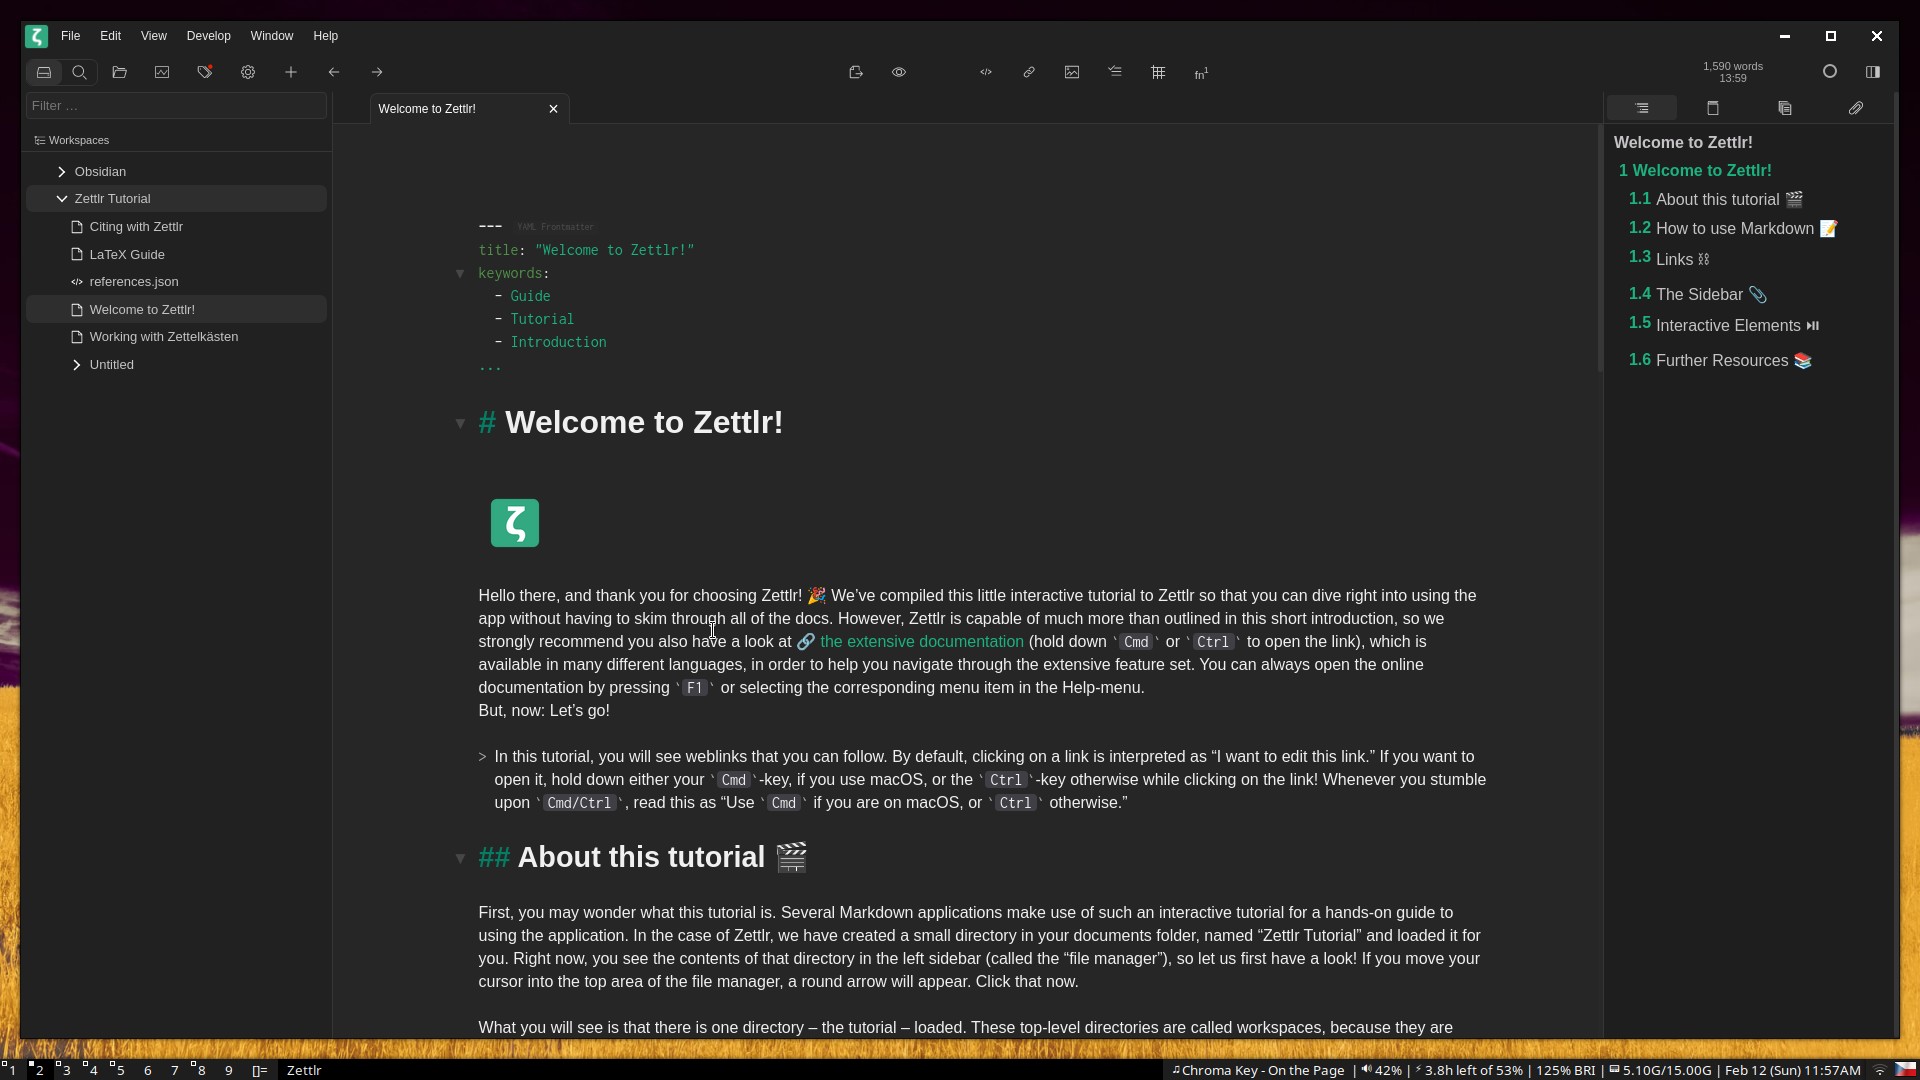 ζ File Edit View Develop Window Help
fn1
1,590 words
13:59
Filter …
Workspaces
Obsidian
Zettlr Tutorial
Citing with Zettlr
LaTeX Guide
references.json
Welcome to Zettlr!
Working with Zettelkästen
Untitled
Welcome to Zettlr!
--- YAML Frontmatter
title: "Welcome to Zettlr!"
keywords:
- Guide
- Tutorial
- Introduction
...
# Welcome to Zettlr!
ζ
Hello there, and thank you for choosing Zettlr! 🎉 We’ve compiled this little interactive tutorial to Zettlr so that you can dive right into using the
app without having to skim through all of the docs. However, Zettlr is capable of much more than outlined in this short introduction, so we
strongly recommend you also have a look at 🔗 the extensive documentation (hold down `Cmd` or `Ctrl` to open the link), which is
available in many different languages, in order to help you navigate through the extensive feature set. You can always open the online
documentation by pressing `F1` or selecting the corresponding menu item in the Help-menu.
But, now: Let’s go!
> In this tutorial, you will see weblinks that you can follow. By default, clicking on a link is interpreted as “I want to edit this link.” If you want to
open it, hold down either your `Cmd`-key, if you use macOS, or the `Ctrl`-key otherwise while clicking on the link! Whenever you stumble
upon `Cmd/Ctrl`, read this as “Use `Cmd` if you are on macOS, or `Ctrl` otherwise.”
## About this tutorial 🎬
First, you may wonder what this tutorial is. Several Markdown applications make use of such an interactive tutorial for a hands-on guide to
using the application. In the case of Zettlr, we have created a small directory in your documents folder, named “Zettlr Tutorial” and loaded it for
you. Right now, you see the contents of that directory in the left sidebar (called the “file manager”), so let us first have a look! If you move your
cursor into the top area of the file manager, a round arrow will appear. Click that now.
What you will see is that there is one directory – the tutorial – loaded. These top-level directories are called workspaces, because they are
Welcome to Zettlr!
1 Welcome to Zettlr!
1.1 About this tutorial 🎬
1.2 How to use Markdown 📝
1.3 Links ⛓
1.4 The Sidebar 📎
1.5 Interactive Elements ⏯
1.6 Further Resources 📚
1 2 3 4 5 6 7 8 9 []= Zettlr
♫Chroma Key - On the Page | 42% | ⚡ 3.8h left of 53% | 125% BRI | 5.10G/15.00G | Feb 12 (Sun) 11:57AM